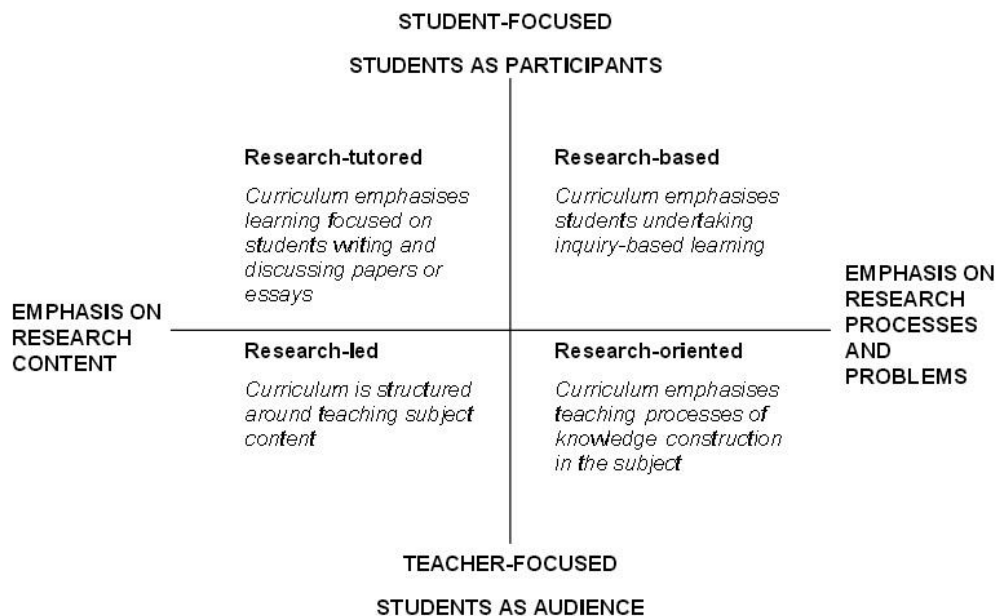 STUDENT-FOCUSED
STUDENTS AS PARTICIPANTS
Research-tutored
Curriculum emphasises
learning focused on
students writing and
discussing papers or
essays
Research-based
Curriculum emphasises
students undertaking
inquiry-based learning
EMPHASIS ON
RESEARCH
CONTENT
EMPHASIS ON
RESEARCH
PROCESSES
AND
PROBLEMS
Research-led
Curriculum is structured
around teaching subject
content
Research-oriented
Curriculum emphasises
teaching processes of
knowledge construction
in the subject
TEACHER-FOCUSED
STUDENTS AS AUDIENCE